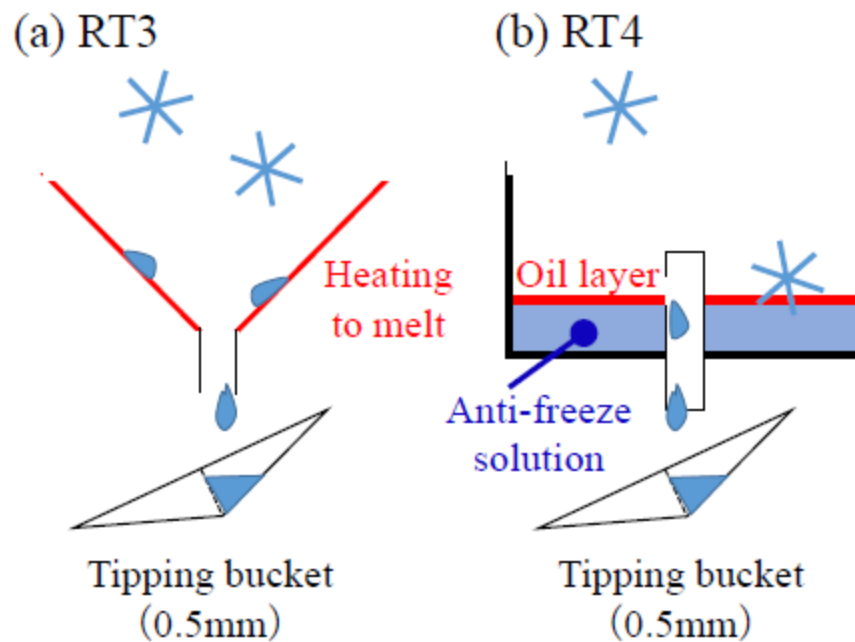 (a) RT3
(b) RT4
Heating
to melt
Oil layer
Anti-freeze
solution
Tipping bucket
(0.5mm)
Tipping bucket
(0.5mm)